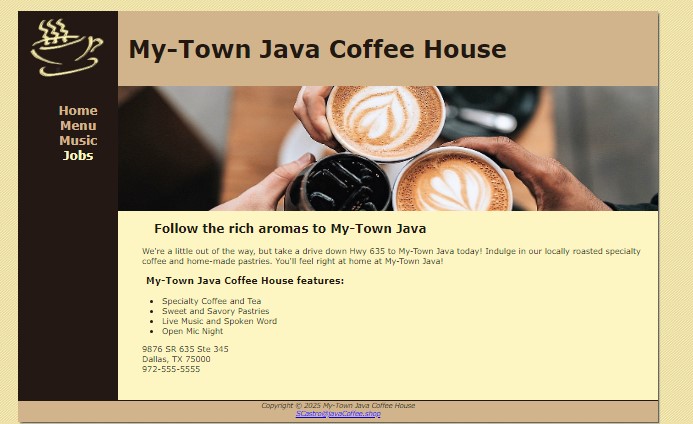 My-Town Java Coffee House
Home
Menu
Music
Jobs
Follow the rich aromas to My-Town Java
We're a little out of the way, but take a drive down Hwy 635 to My-Town Java today! Indulge in our locally roasted specialty
coffee and home-made pastries. You'll feel right at home at My-Town Java!
My-Town Java Coffee House features:
Specialty Coffee and Tea
Sweet and Savory Pastries
Live Music and Spoken Word
Open Mic Night
9876 SR 635 Ste 345
Dallas, TX 75000
972-555-5555
Copyright © 2025 My-Town Java Coffee House
SCastro@JavaCoffee.shop